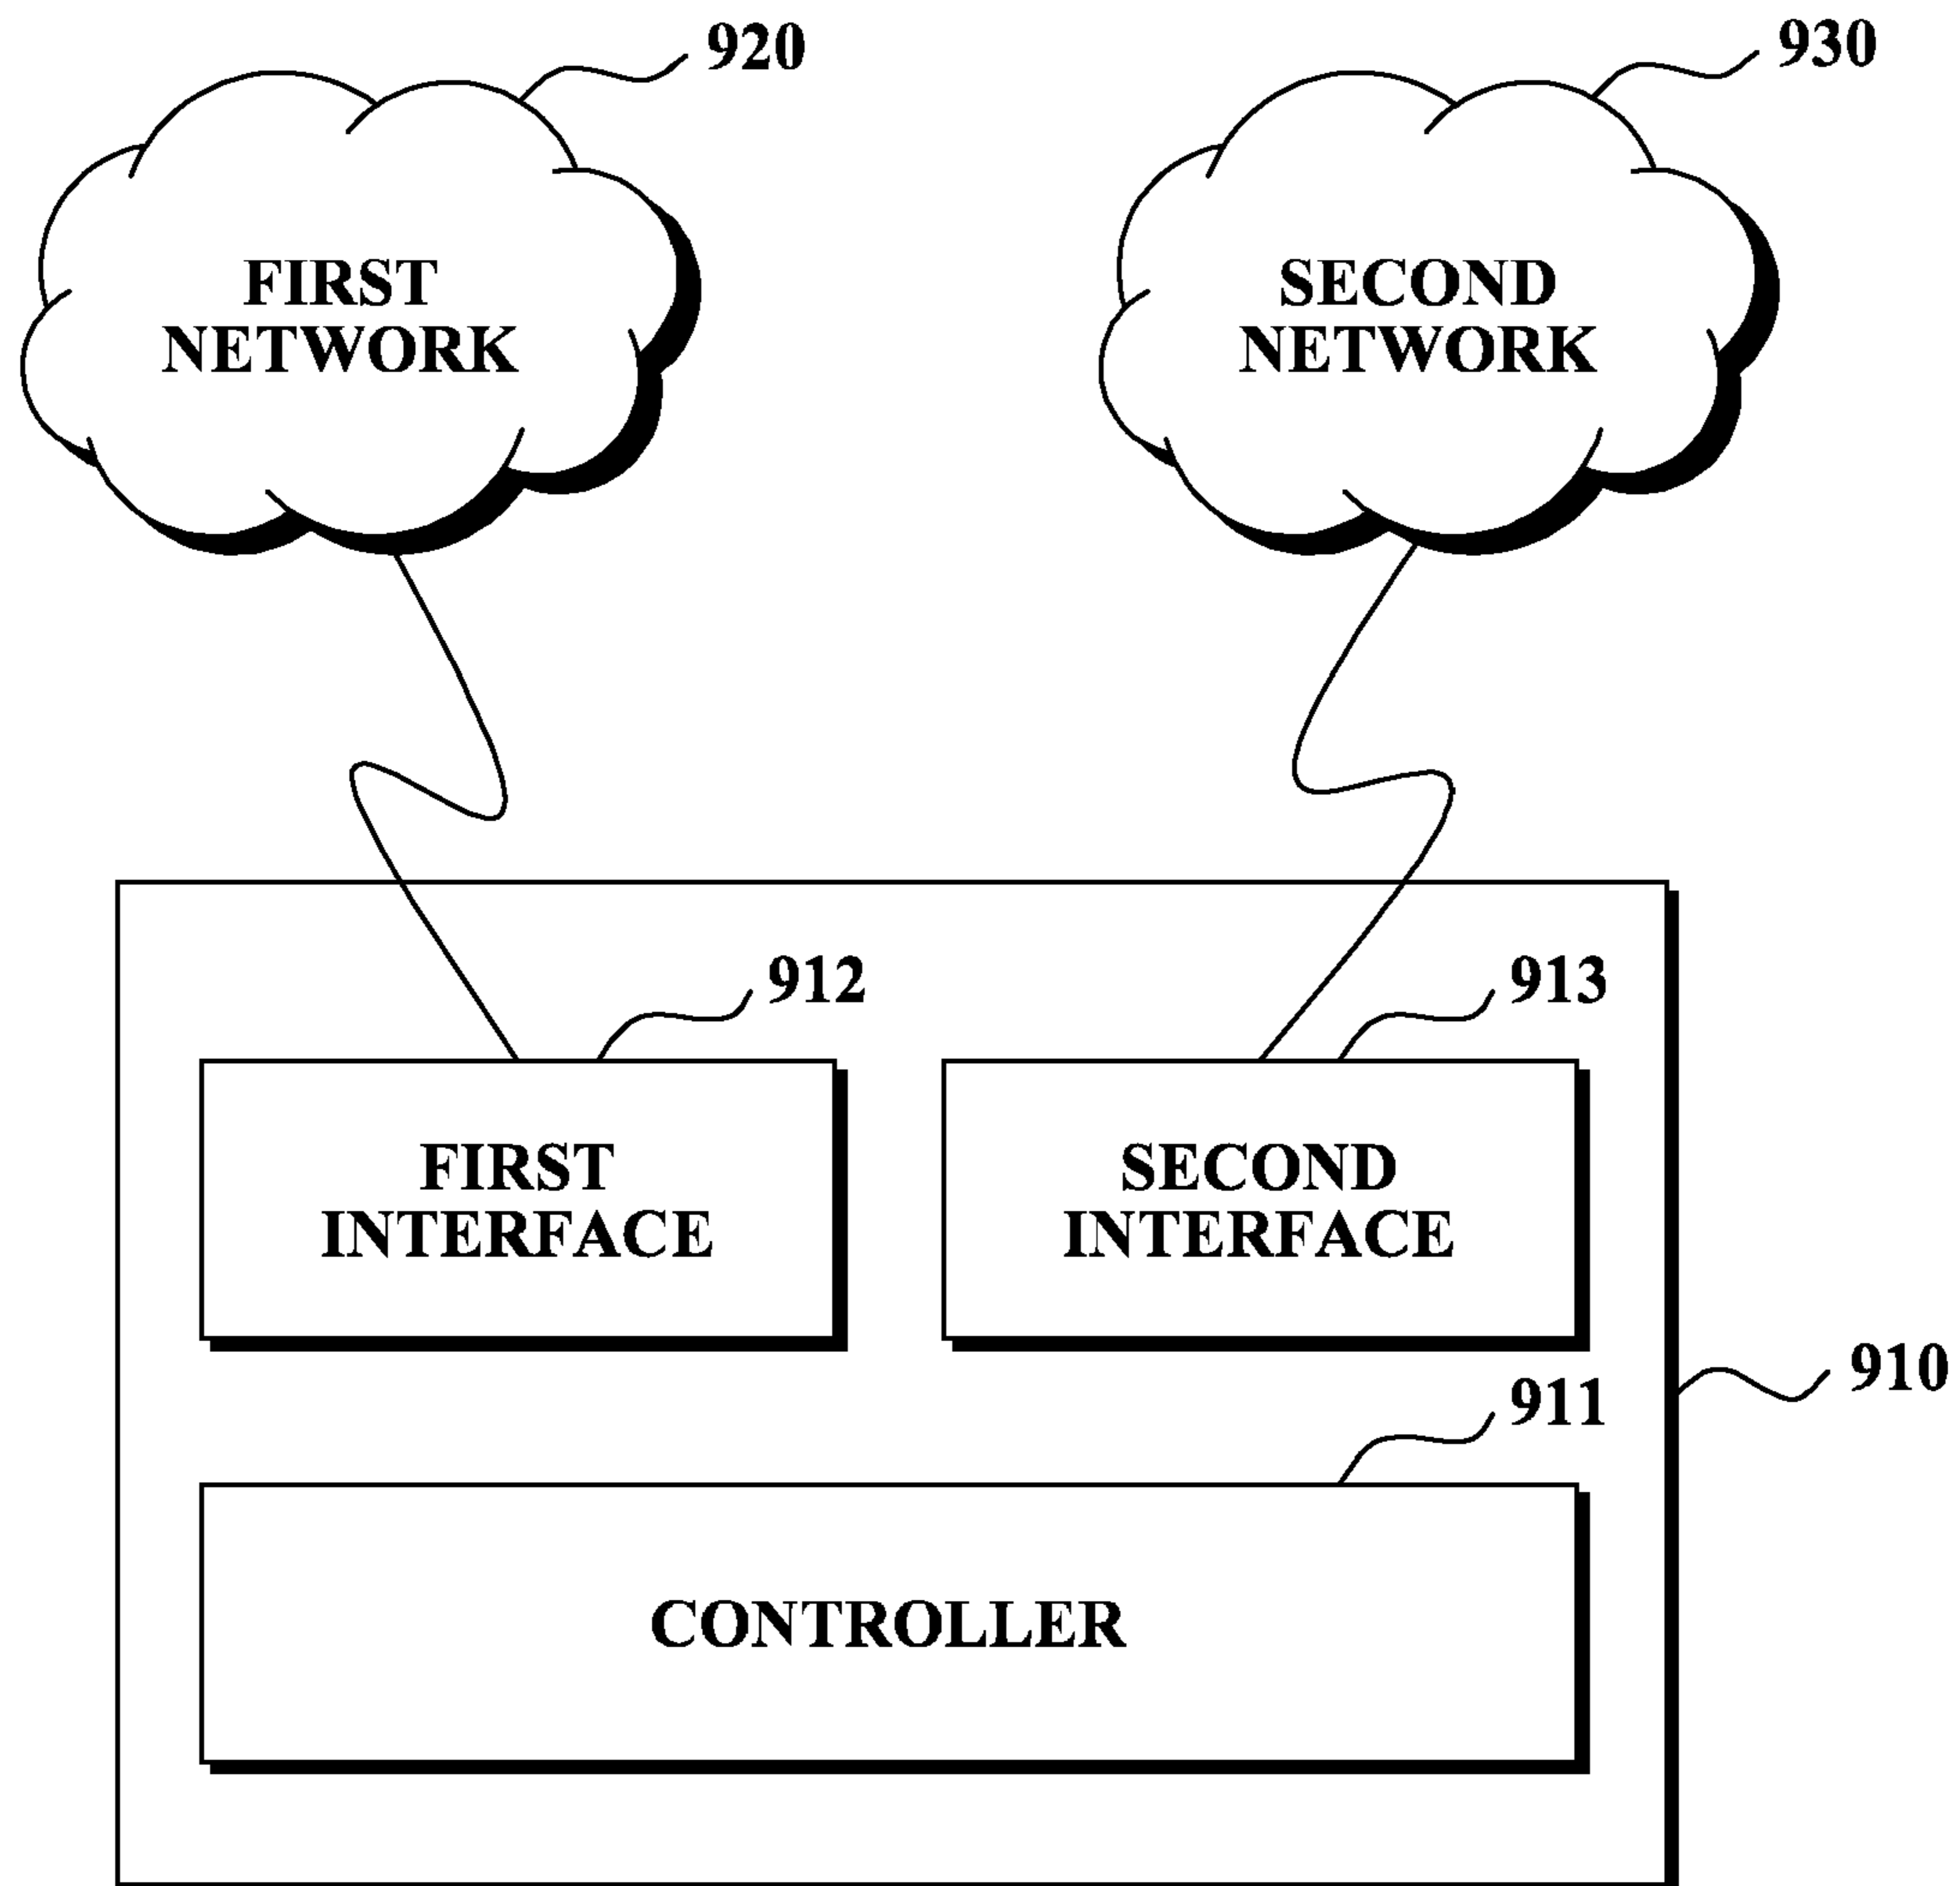 920
930
FIRST
NETWORK
SECOND
NETWORK
912
913
FIRST
INTERFACE
SECOND
INTERFACE
910
911
CONTROLLER